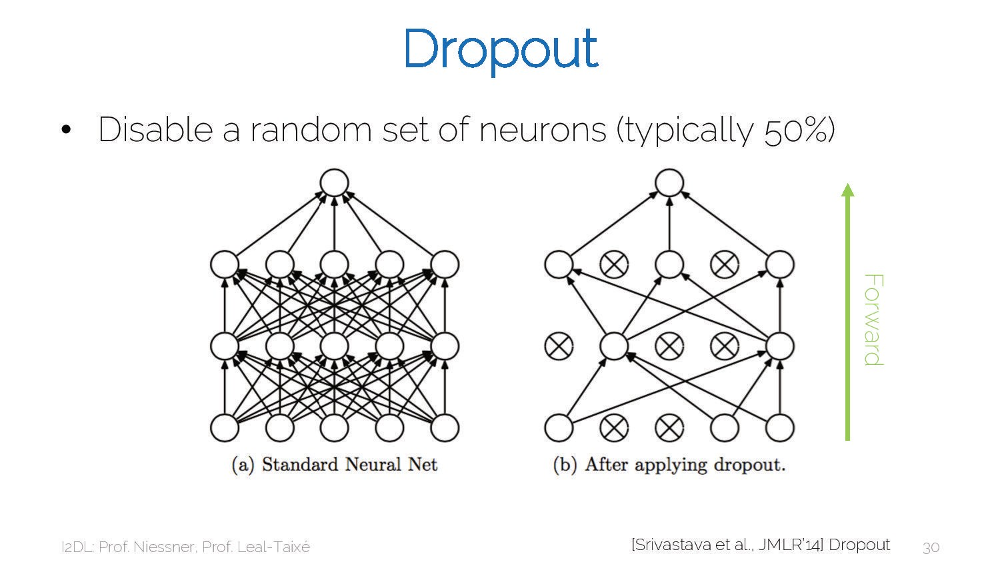 Dropout
• Disable a random set of neurons (typically 50%)
Forward
(a) Standard Neural Net
(b) After applying dropout.
I2DL: Prof. Niessner, Prof. Leal-Taixé
[Srivastava et al., JMLR’14] Dropout
30